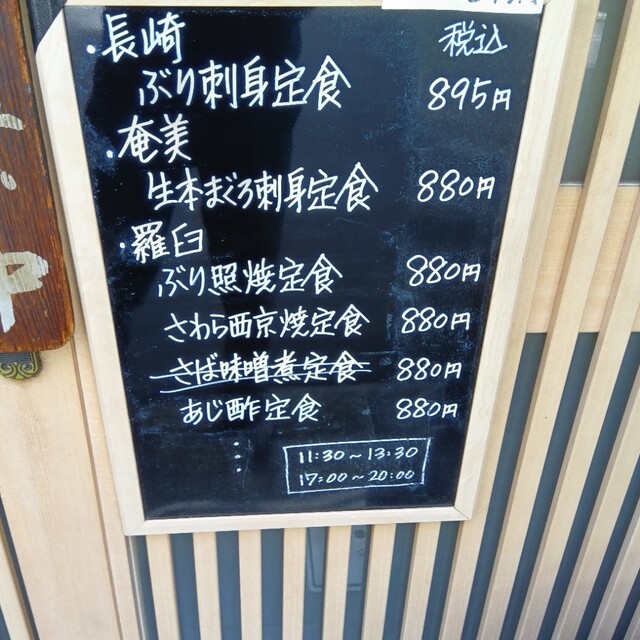 ・長崎 税込
ぶり刺身定食 895円
・奄美
生本まぐろ刺身定食 880円
・羅臼
ぶり照焼定食 880円
さわら西京焼定食 880円
さば味噌煮定食 880円
あじ酢定食 880円
11:30～13:30
17:00～20:00